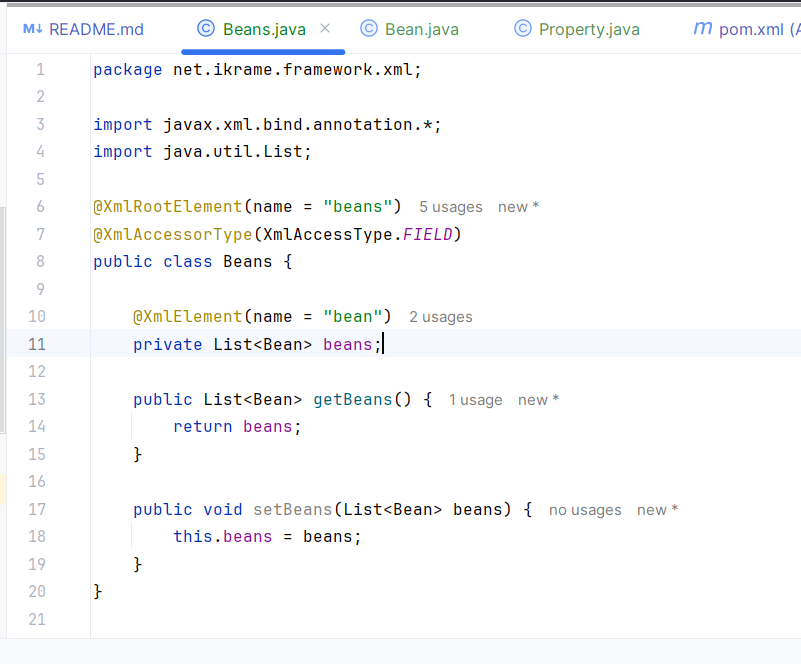 M↓ README.md   Beans.java   Bean.java   Property.java   m pom.xml (A
1 package net.ikrame.framework.xml;
2
3 import javax.xml.bind.annotation.*;
4 import java.util.List;
5
6 @XmlRootElement(name = "beans")   5 usages   new *
7 @XmlAccessorType(XmlAccessType.FIELD)
8 public class Beans {
9
10     @XmlElement(name = "bean")   2 usages
11     private List<Bean> beans;
12
13     public List<Bean> getBeans() {   1 usage   new *
14         return beans;
15     }
16
17     public void setBeans(List<Bean> beans) {   no usages   new *
18         this.beans = beans;
19     }
20 }
21